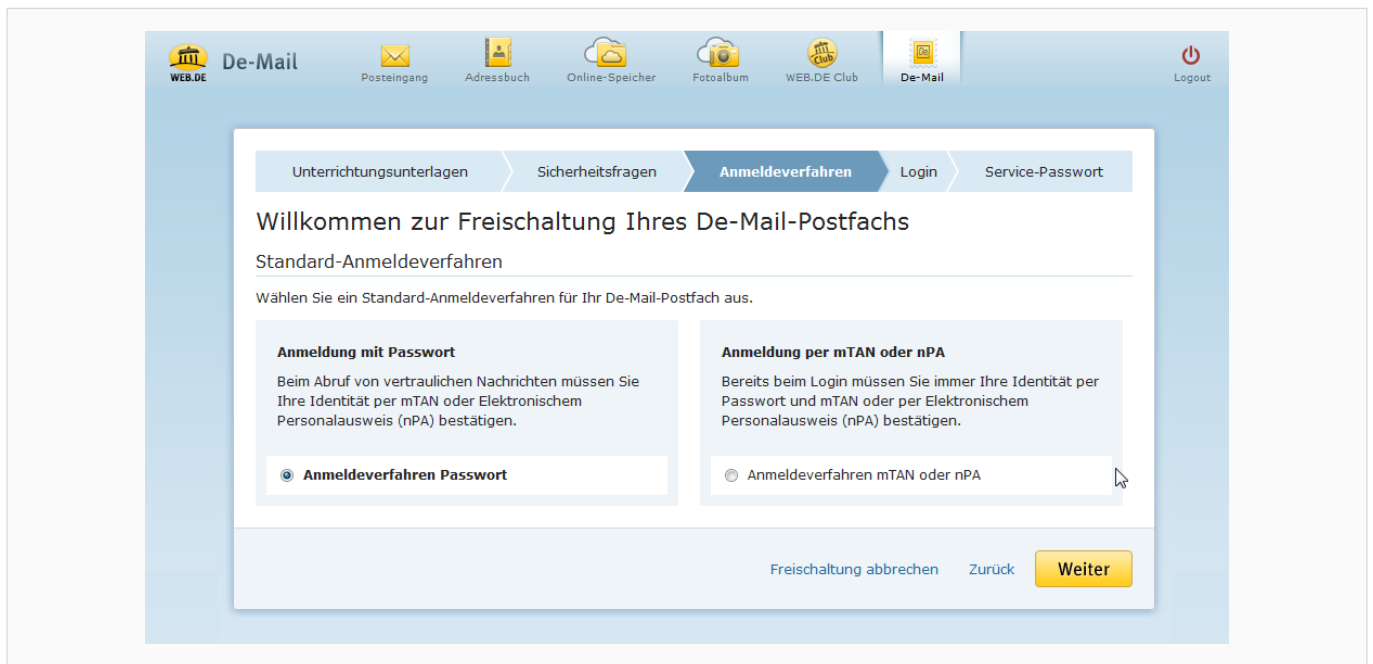 WEB.DE
De-Mail
Posteingang
Adressbuch
Online-Speicher
Fotoalbum
Club
WEB.DE Club
De
De-Mail
Logout
Unterrichtungsunterlagen
Sicherheitsfragen
Anmeldeverfahren
Login
Service-Passwort
Willkommen zur Freischaltung Ihres De-Mail-Postfachs
Standard-Anmeldeverfahren
Wählen Sie ein Standard-Anmeldeverfahren für Ihr De-Mail-Postfach aus.
Anmeldung mit Passwort
Beim Abruf von vertraulichen Nachrichten müssen Sie
Ihre Identität per mTAN oder Elektronischem
Personalausweis (nPA) bestätigen.
Anmeldeverfahren Passwort
Anmeldung per mTAN oder nPA
Bereits beim Login müssen Sie immer Ihre Identität per
Passwort und mTAN oder per Elektronischem
Personalausweis (nPA) bestätigen.
Anmeldeverfahren mTAN oder nPA
Freischaltung abbrechen
Zurück
Weiter